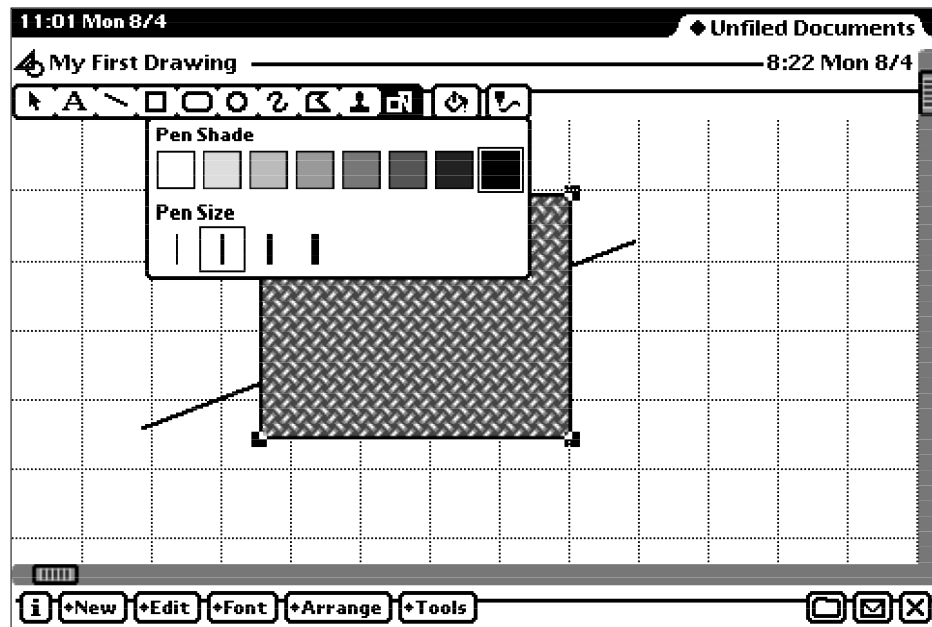 11:01 Mon 8/4
◆Unfiled Documents
My First Drawing 8:22 Mon 8/4
A
Pen Shade
Pen Size
i ◆New ◆Edit ◆Font ◆Arrange ◆Tools